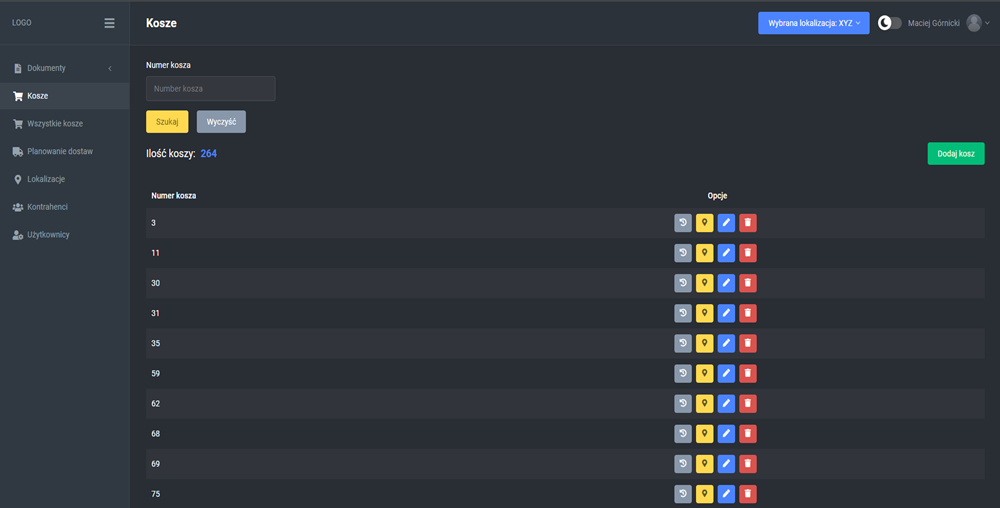 LOGO
Kosze
Wybrana lokalizacja: XYZ
Maciej Górnicki
Dokumenty
Kosze
Wszystkie kosze
Planowanie dostaw
Lokalizacje
Kontrahenci
Użytkownicy
Numer kosza
Number kosza
Szukaj
Wyczyść
Ilość koszy: 264
Dodaj kosz
Numer kosza
Opcje
3
11
30
31
35
59
62
68
69
75